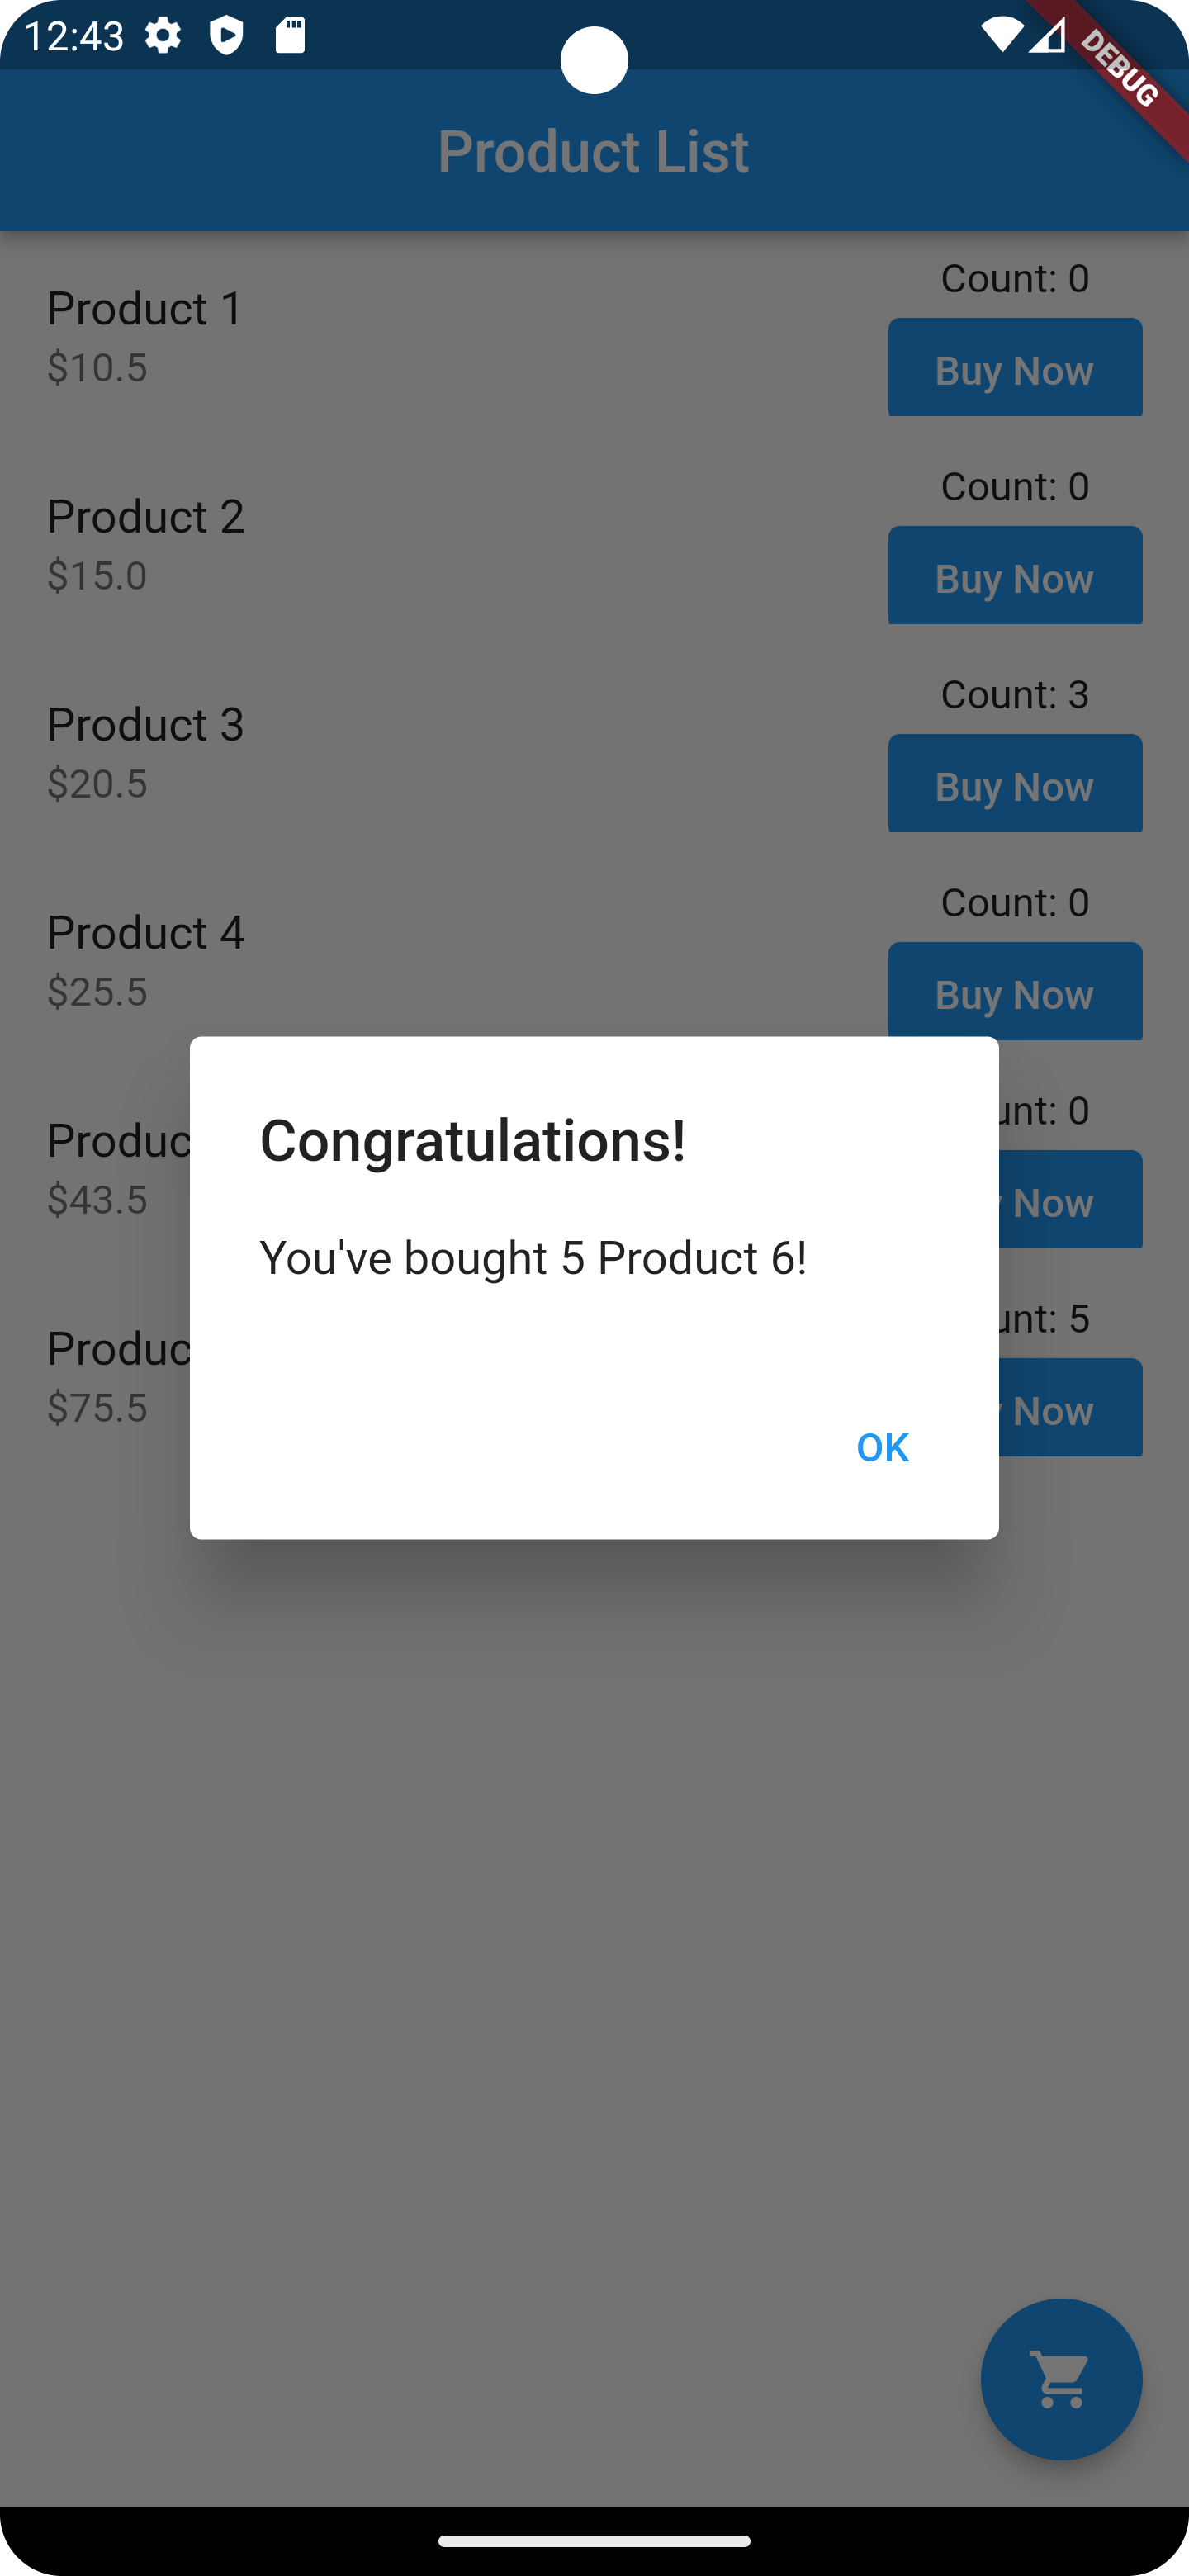 12:43
DEBUG
Product List
Count: 0
Product 1
$10.5
Buy Now
Count: 0
Product 2
$15.0
Buy Now
Count: 3
Product 3
$20.5
Buy Now
Count: 0
Product 4
$25.5
Buy Now
Congratulations!
You've bought 5 Product 6!
OK
unt: 0
Produc
$43.5
Now
unt: 5
Produc
$75.5
Now